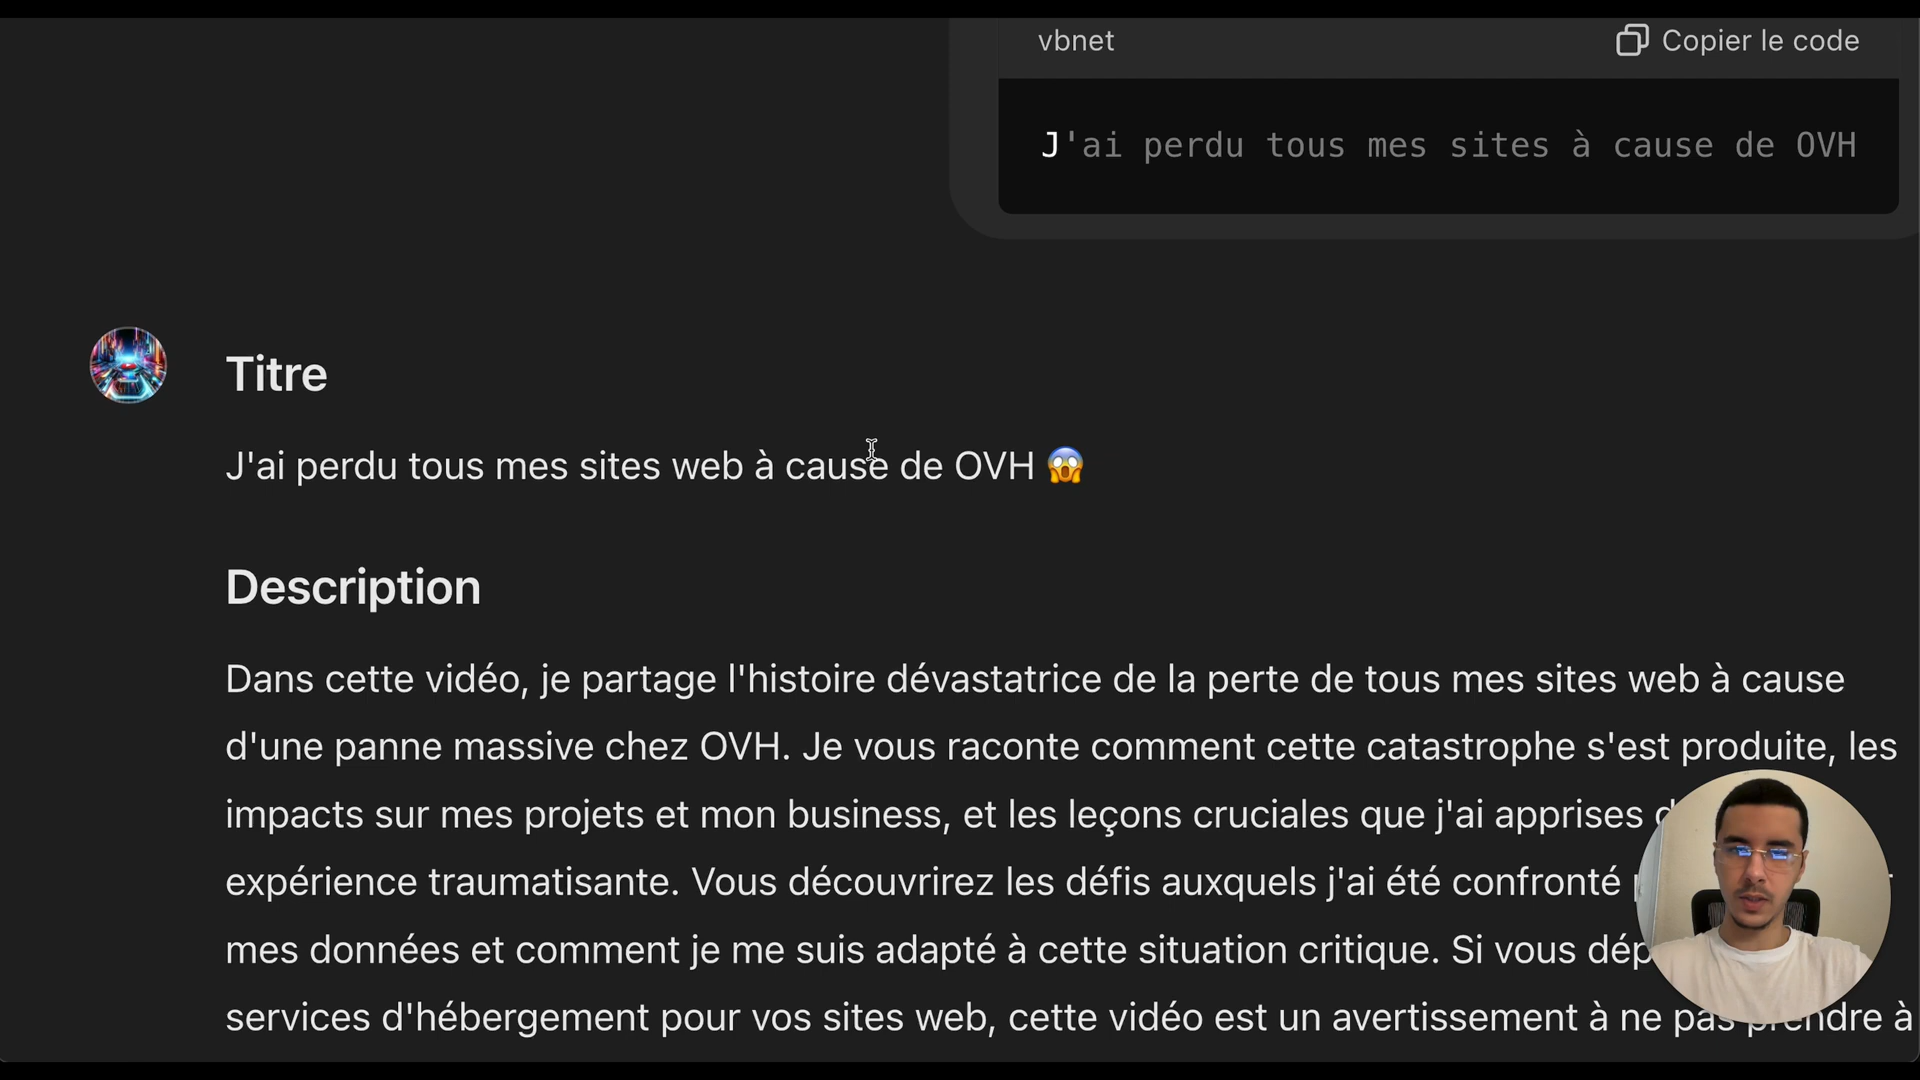 vbnet
Copier le code
J'ai perdu tous mes sites à cause de OVH
Titre
J'ai perdu tous mes sites web à cause de OVH 😱
Description
Dans cette vidéo, je partage l'histoire dévastatrice de la perte de tous mes sites web à cause
d'une panne massive chez OVH. Je vous raconte comment cette catastrophe s'est produite, les
impacts sur mes projets et mon business, et les leçons cruciales que j'ai apprises
expérience traumatisante. Vous découvrirez les défis auxquels j'ai été confronté
mes données et comment je me suis adapté à cette situation critique. Si vous
services d'hébergement pour vos sites web, cette vidéo est un avertissement à ne pas prendre à